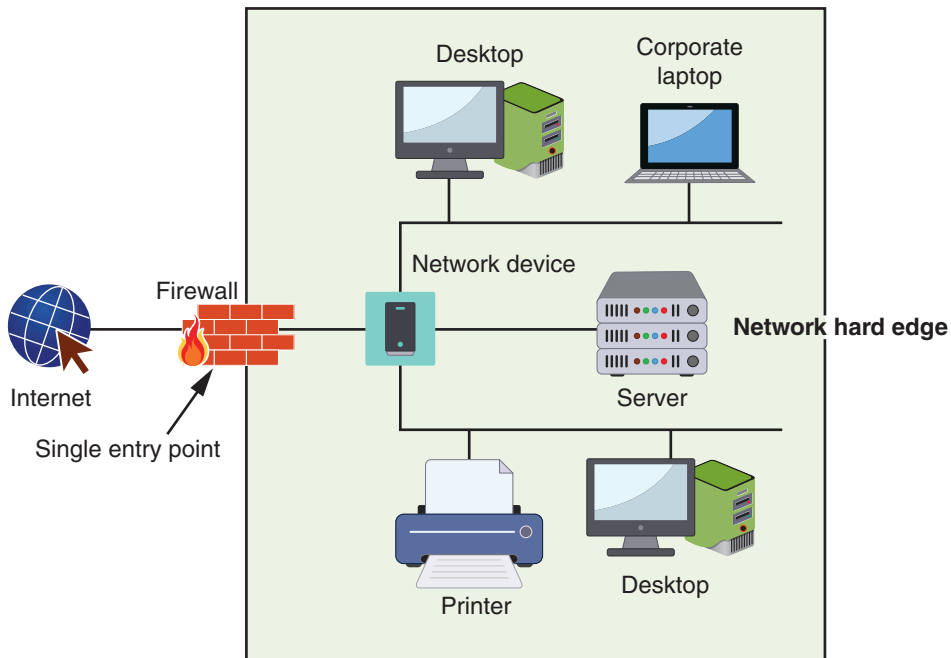 Desktop
Corporate
laptop
Network device
Firewall
Network hard edge
Internet
Server
Single entry point
Printer
Desktop